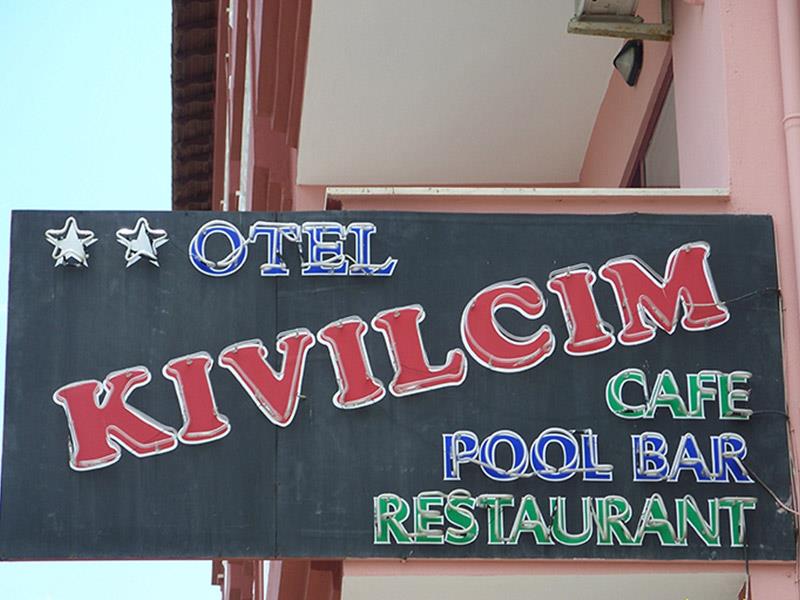 OTEL
KIVILCIM
CAFE
POOL BAR
RESTAURANT